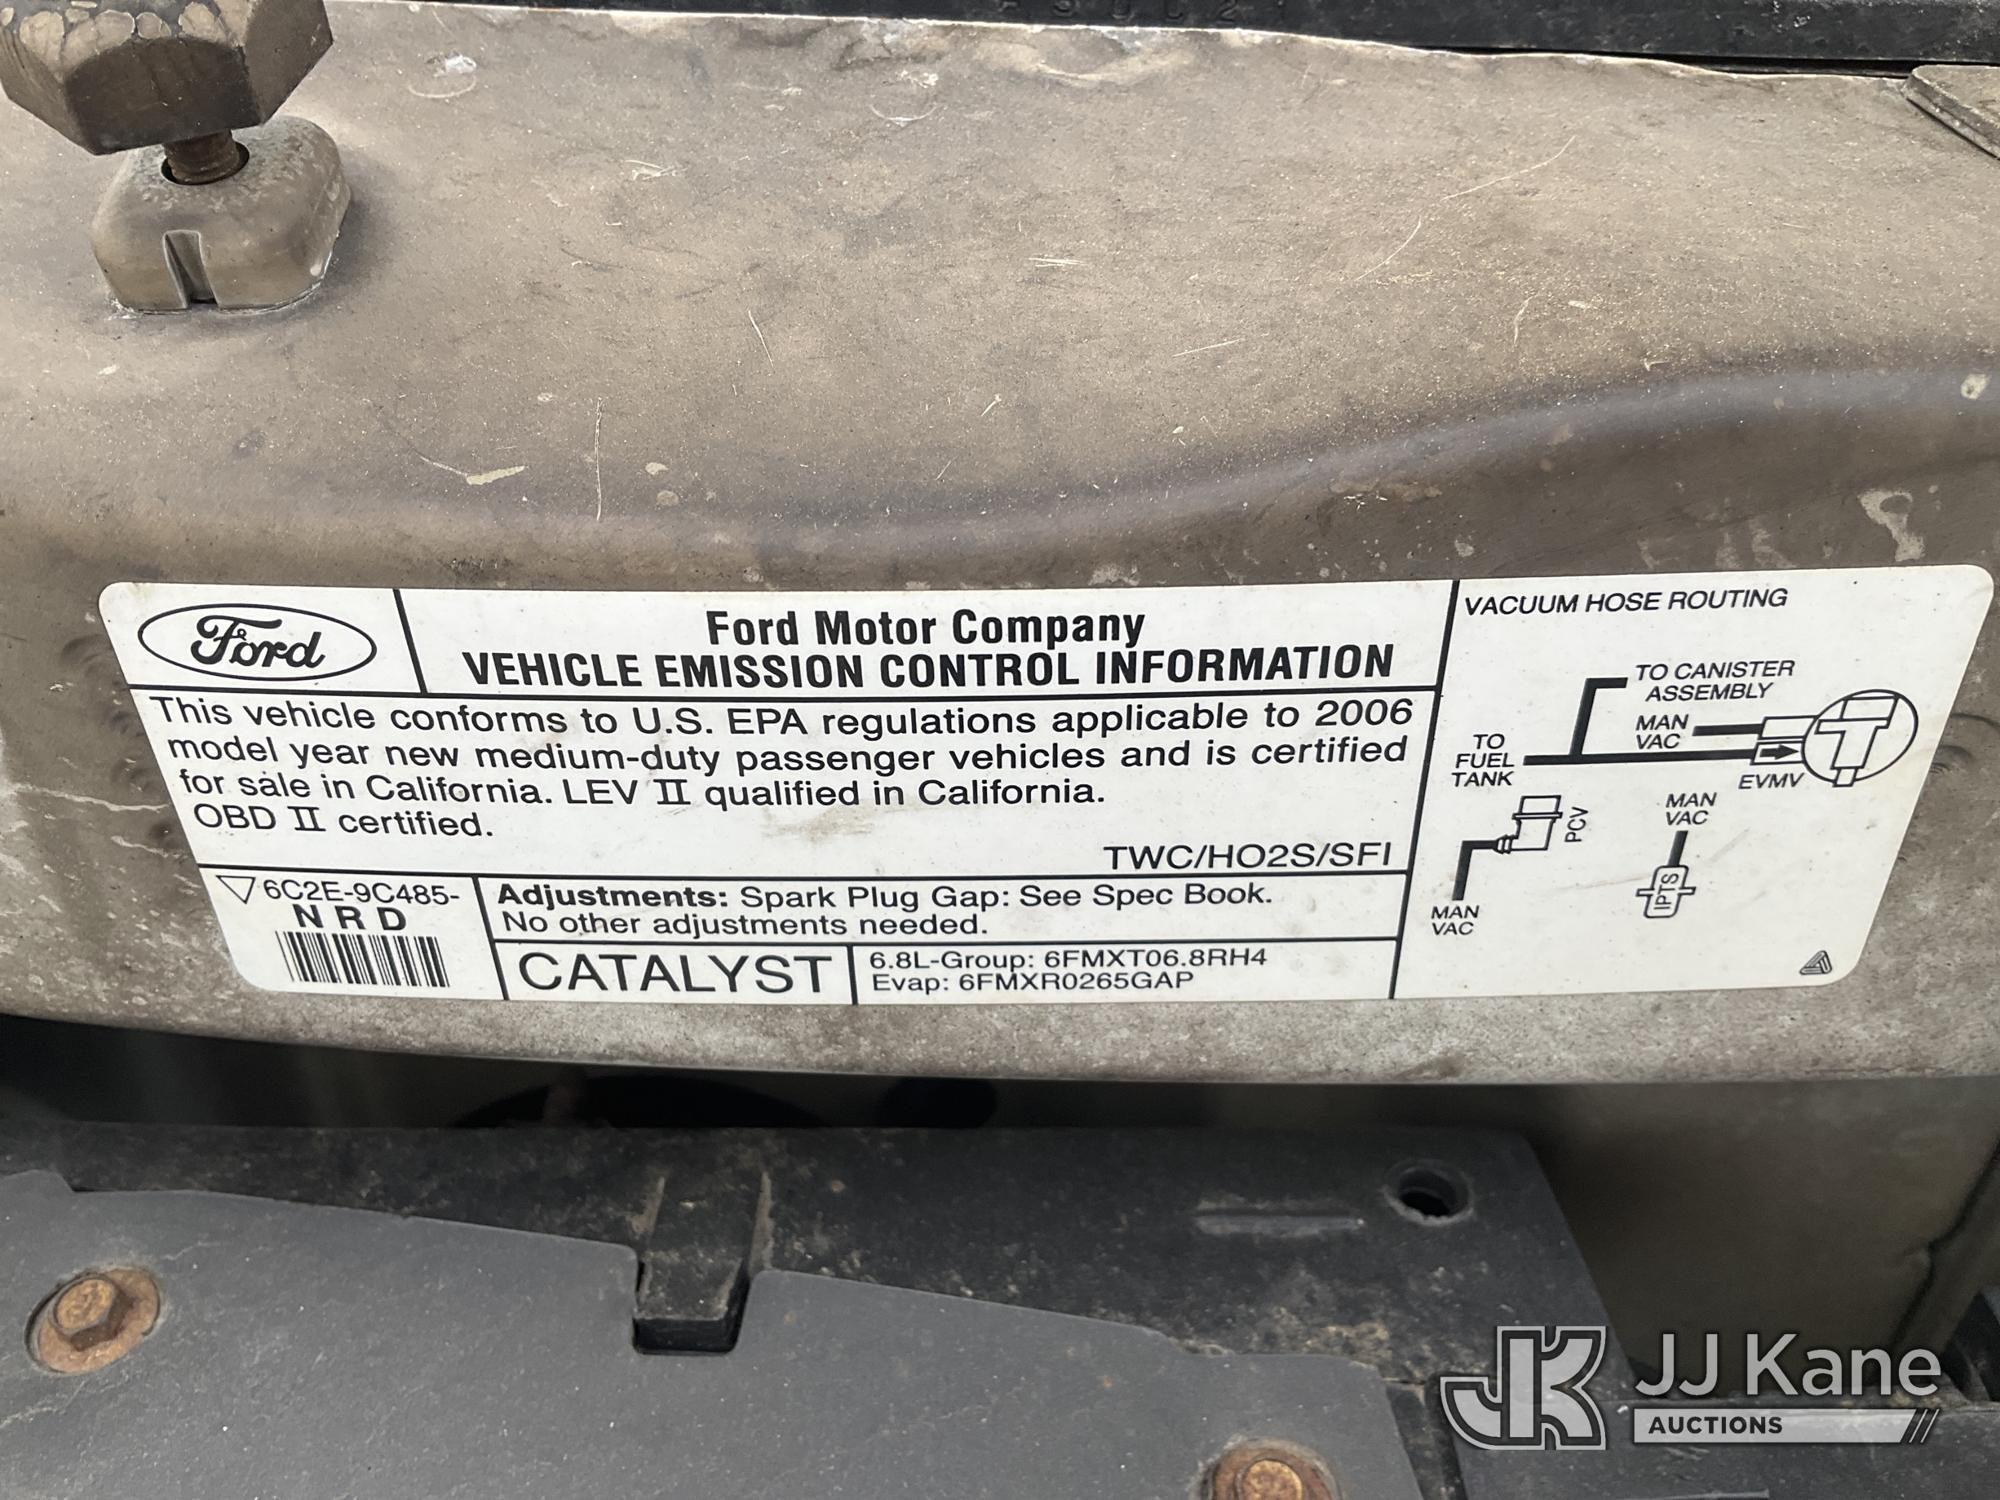 Ford
Ford Motor Company
VEHICLE EMISSION CONTROL INFORMATION
This vehicle conforms to U.S. EPA regulations applicable to 2006
model year new medium-duty passenger vehicles and is certified
for sale in California. LEV II qualified in California.
OBD II certified.
TWC/HO2S/SFI
6C2E-9C485-
N R D
Adjustments: Spark Plug Gap: See Spec Book.
No other adjustments needed.
CATALYST
6.8L-Group: 6FMXT06.8RH4
Evap: 6FMXR0265GAP
VACUUM HOSE ROUTING
TO CANISTER
ASSEMBLY
MAN
VAC
TO
FUEL
TANK
EVMV
PCV
MAN
VAC
MAN
VAC
IPTS
JK
JJ Kane
AUCTIONS